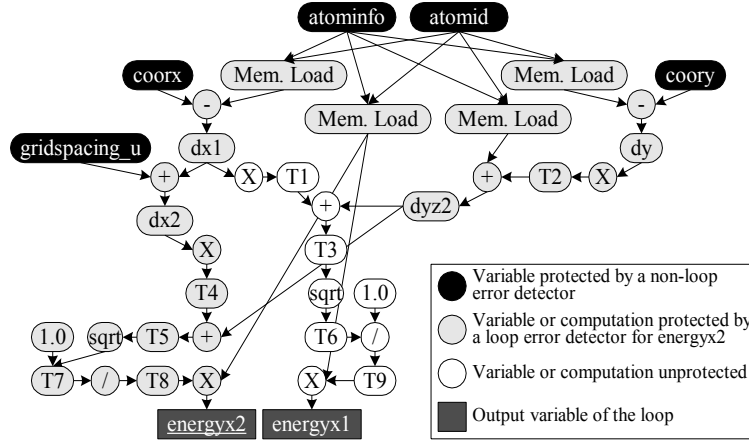 atominfo atomid
coorx Mem. Load Mem. Load coory
- Mem. Load Mem. Load -
gridspacing_u dx1 dy
+ X T1 + T2 X
dx2 + dyz2
X T3
T4 sqrt 1.0
1.0 sqrt T5 + T6 /
T7 / T8 X X T9
energyx2 energyx1
Variable protected by a non-loop
error detector
Variable or computation protected by
a loop error detector for energyx2
Variable or computation unprotected
Output variable of the loop